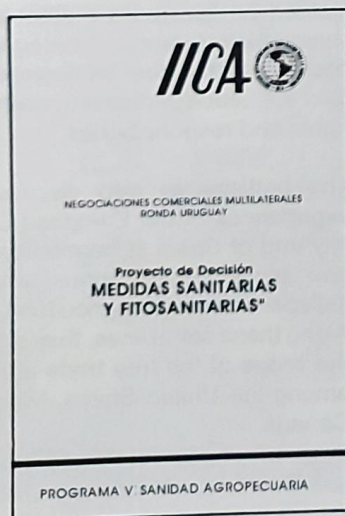 IICA
NEGOCIACIONES COMERCIALES MULTILATERALES
RONDA URUGUAY
Proyecto de Decisión
MEDIDAS SANITARIAS
Y FITOSANITARIAS"
PROGRAMA V: SANIDAD AGROPECUARIA